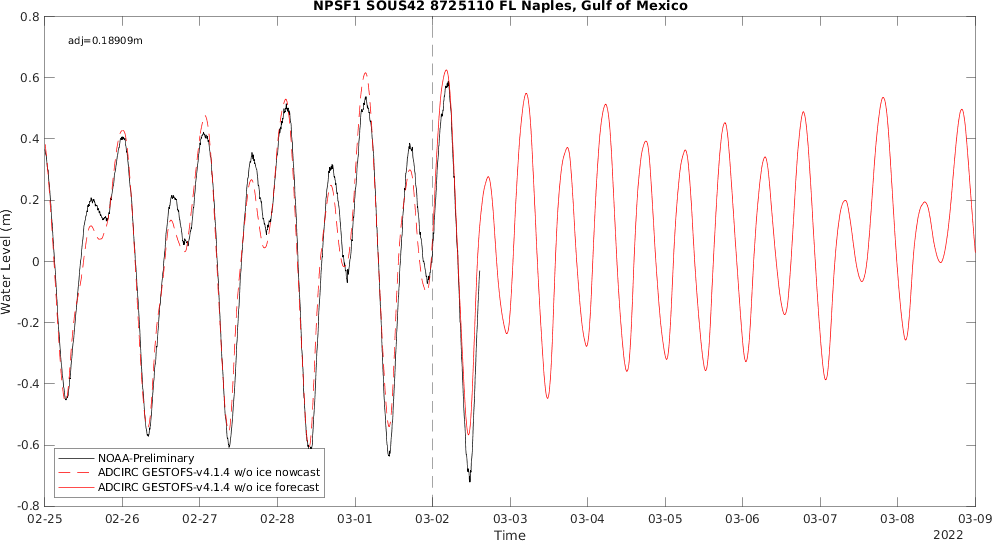 NPSF1 SOUS42 8725110 FL Naples, Gulf of Mexico
adj=0.18909m
0.8
0.6
0.4
0.2
0
-0.2
-0.4
-0.6
-0.8
Water Level (m)
NOAA-Preliminary
ADCIRC GESTOFS-v4.1.4 w/o ice nowcast
ADCIRC GESTOFS-v4.1.4 w/o ice forecast
02-25 02-26 02-27 02-28 03-01 03-02 03-03 03-04 03-05 03-06 03-07 03-08 03-09
Time
2022